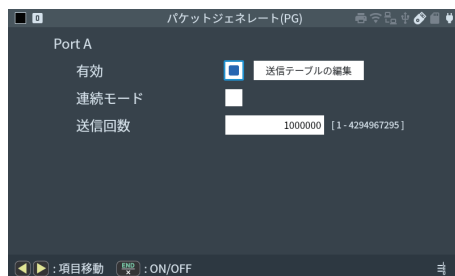 0 パケットジェネレート(PG)
Port A
有効 送信テーブルの編集
連続モード
送信回数 1000000 [1-4294967295]
:項目移動 END × :ON/OFF